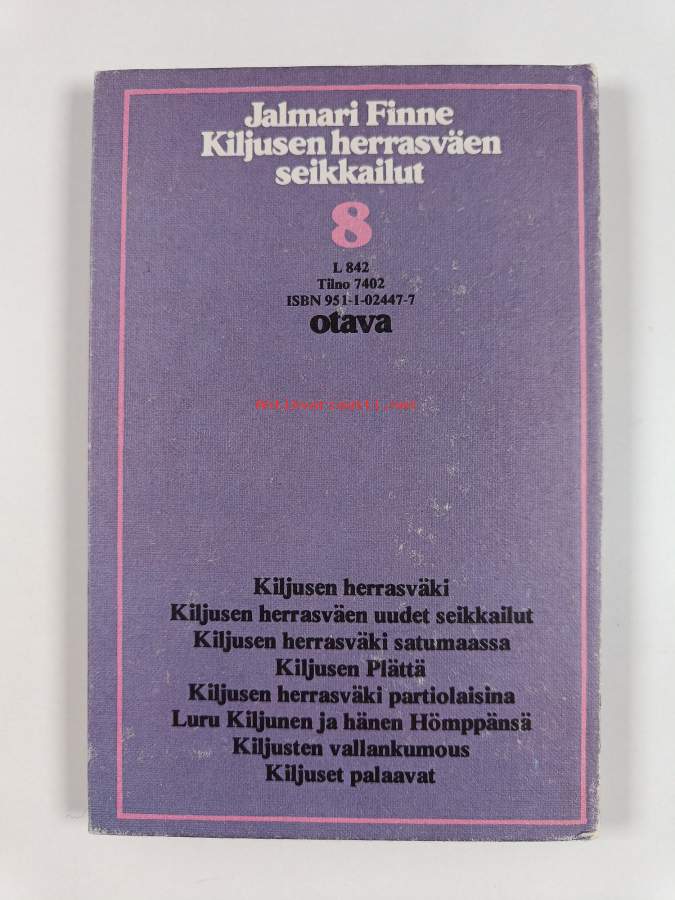 Jalmari Finne
Kiljusen herrasväen
seikkailut
8
L 842
Tilno 7402
ISBN 951-1-02447-7
otava
Kiljusen herrasväki
Kiljusen herrasväen uudet seikkailut
Kiljusen herrasväki satumaassa
Kiljusen Plättä
Kiljusen herrasväki partiolaisina
Luru Kiljunen ja hänen Hömppänsä
Kiljusten vallankumous
Kiljuset palaavat